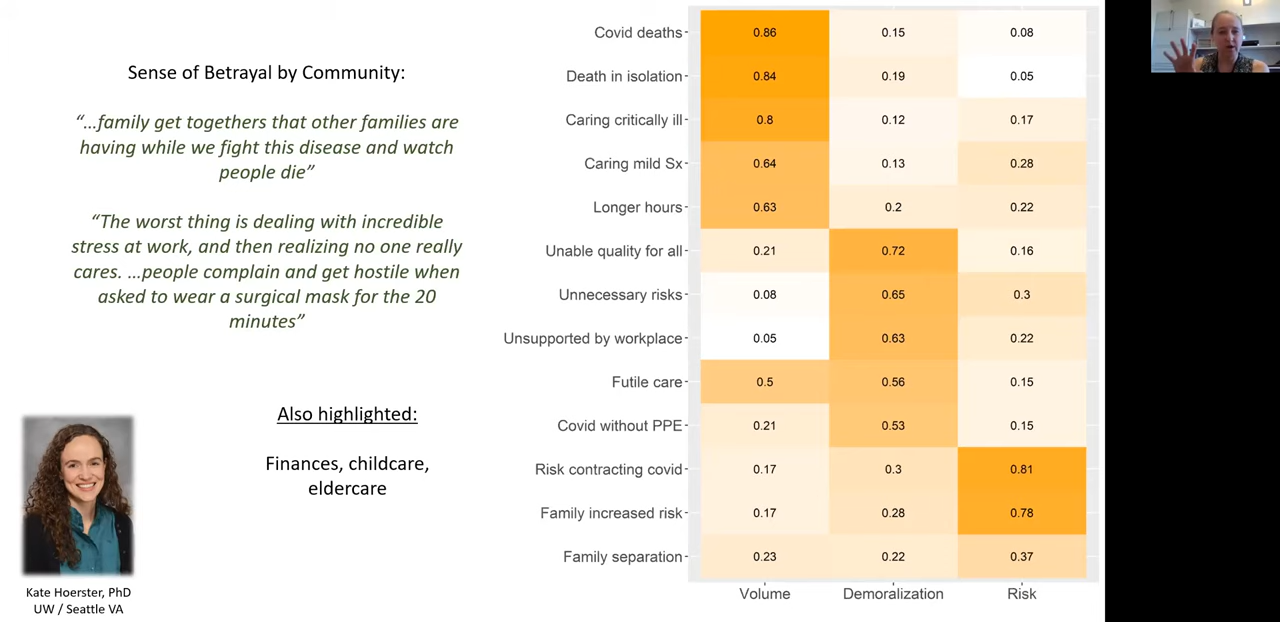 Sense of Betrayal by Community:
“…family get togethers that other families are
having while we fight this disease and watch
people die”
“The worst thing is dealing with incredible
stress at work, and then realizing no one really
cares. …people complain and get hostile when
asked to wear a surgical mask for the 20
minutes”
Also highlighted:
Finances, childcare,
eldercare
Kate Hoerster, PhD
UW / Seattle VA
Covid deaths 0.86 0.15 0.08
Death in isolation 0.84 0.19 0.05
Caring critically ill 0.8 0.12 0.17
Caring mild Sx 0.64 0.13 0.28
Longer hours 0.63 0.2 0.22
Unable quality for all 0.21 0.72 0.16
Unnecessary risks 0.08 0.65 0.3
Unsupported by workplace 0.05 0.63 0.22
Futile care 0.5 0.56 0.15
Covid without PPE 0.21 0.53 0.15
Risk contracting covid 0.17 0.3 0.81
Family increased risk 0.17 0.28 0.78
Family separation 0.23 0.22 0.37
Volume Demoralization Risk